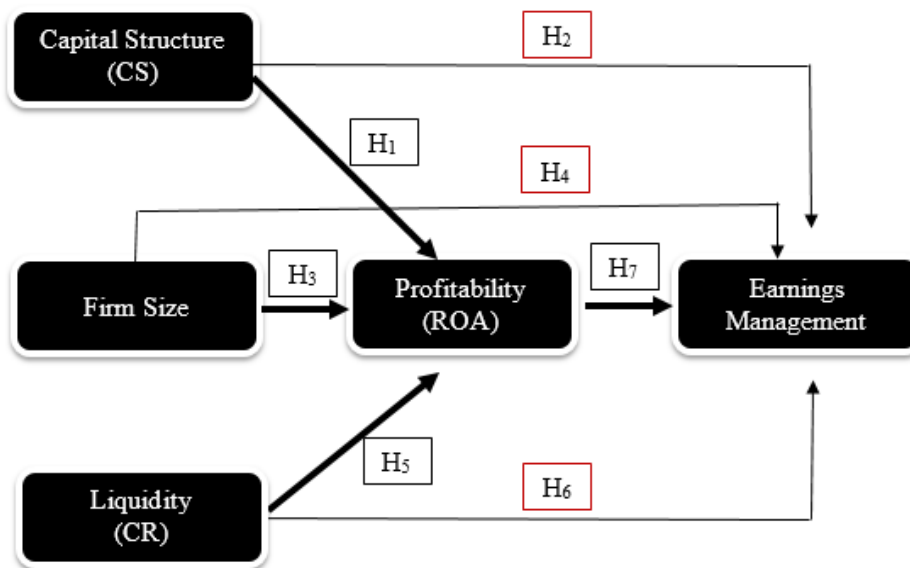 Capital Structure
(CS)
H₂
H₁
H₄
Firm Size
H₃
Profitability
(ROA)
H₇
Earnings
Management
H₅
Liquidity
(CR)
H₆